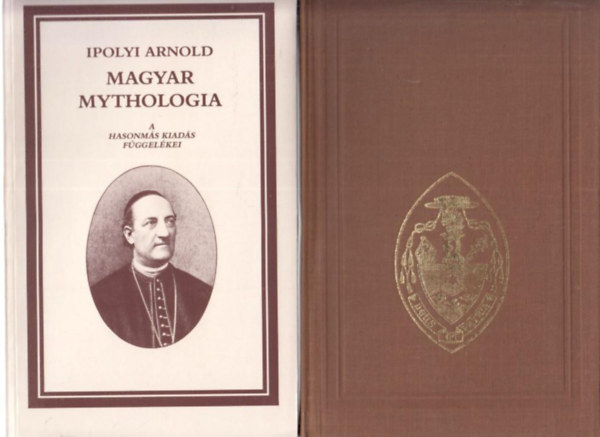 IPOLYI ARNOLD
MAGYAR
MYTHOLOGIA
A
HASONMÁS KIADÁS
FÜGGELÉKEI